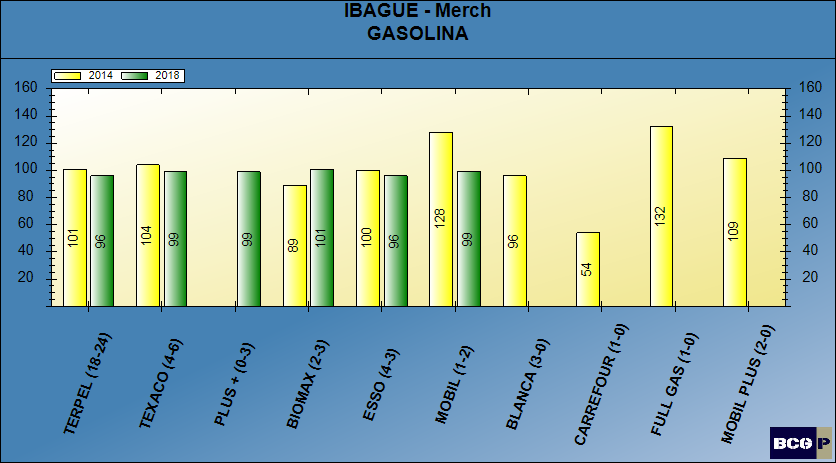 IBAGUE - Merch
GASOLINA
2014 2018
160 160
140 140
120 120
100 100
80 80
60 60
40 40
20 20
101 96 104 99 99 89 101 100 96 128 99 96 54 132 109
TERPEL (18-24)
TEXACO (4-6)
PLUS + (0-3)
BIOMAX (2-3)
ESSO (4-3)
MOBIL (1-2)
BLANCA (3-0)
CARREFOUR (1-0)
FULL GAS (1-0)
MOBIL PLUS (2-0)
BCG P